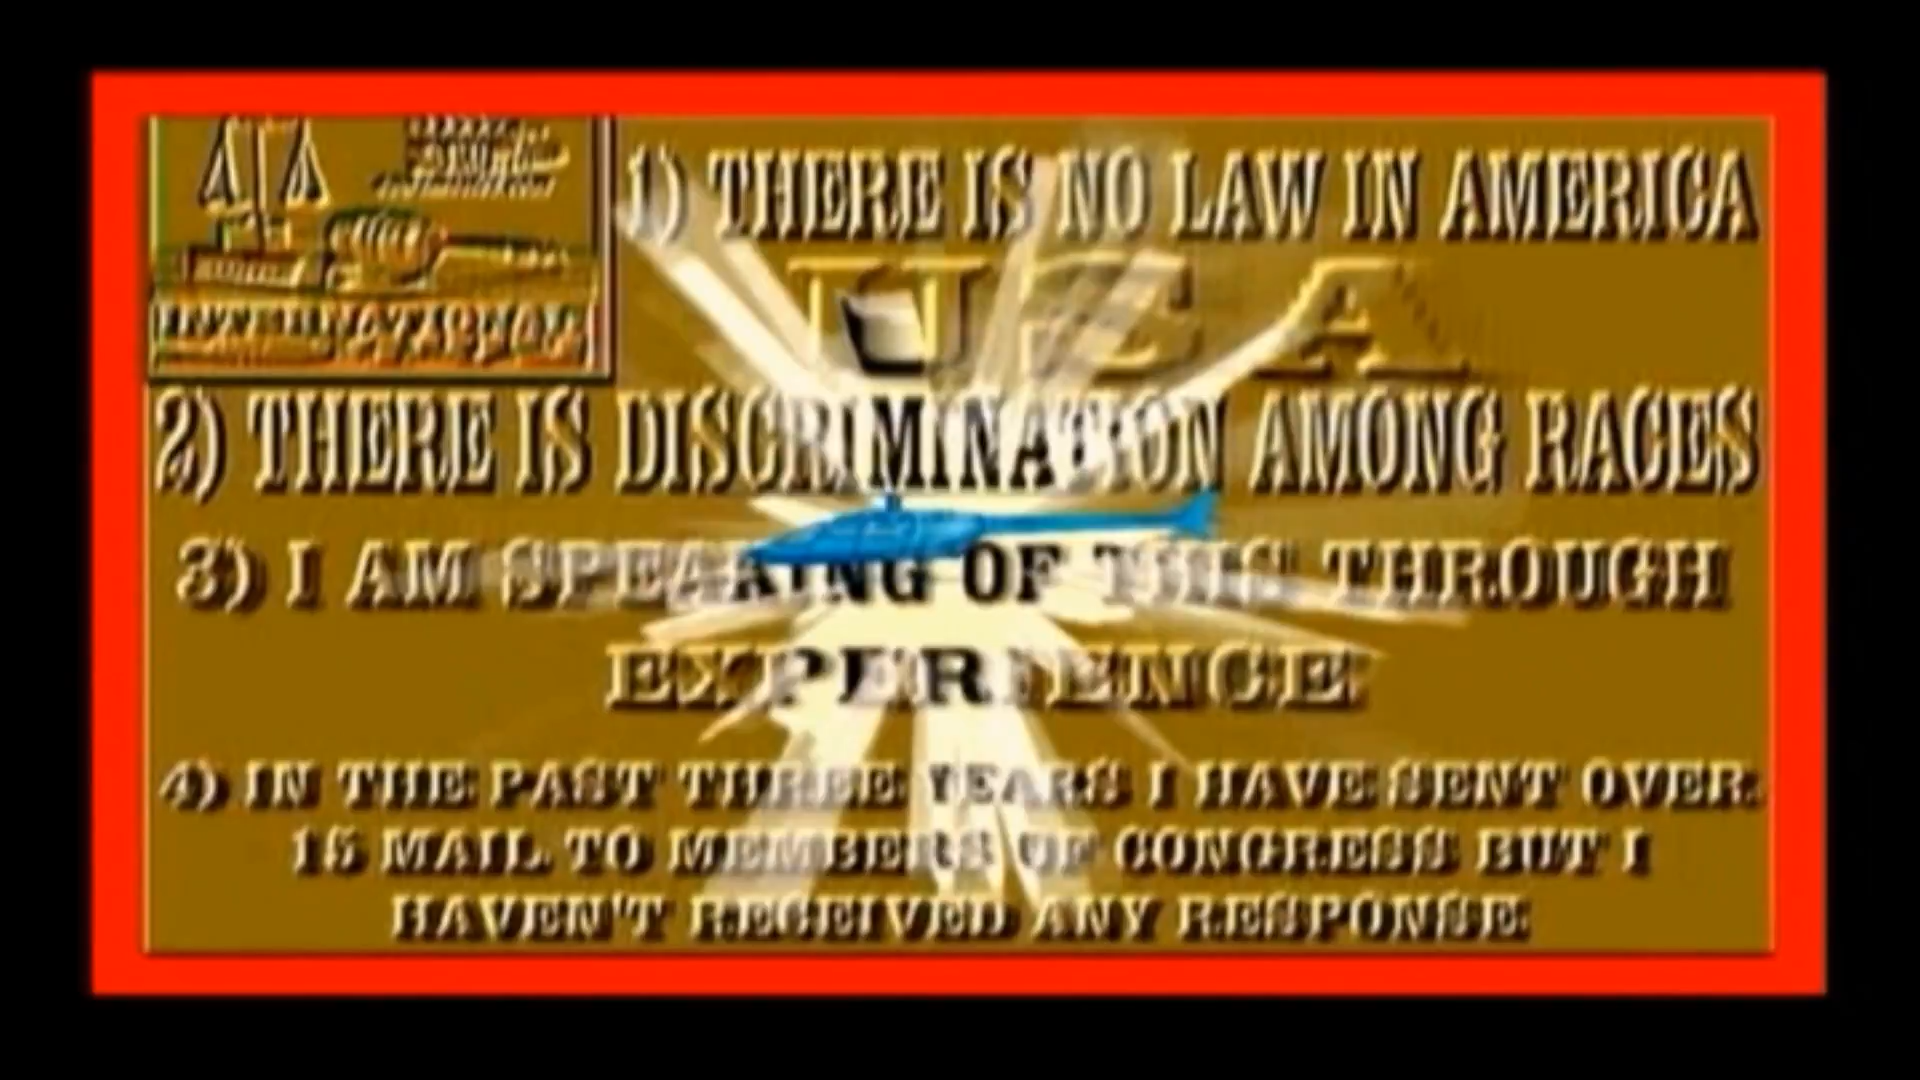 1) THERE IS NO LAW IN AMERICA
USA
2) THERE IS DISCRIMINATION AMONG RACES
3) I AM SPEAKING OF THIS THROUGH
EXPERIENCE
4) IN THE PAST THREE YEARS I HAVE SENT OVER
15 MAIL TO MEMBERS OF CONGRESS BUT I
HAVEN'T RECEIVED ANY RESPONSE